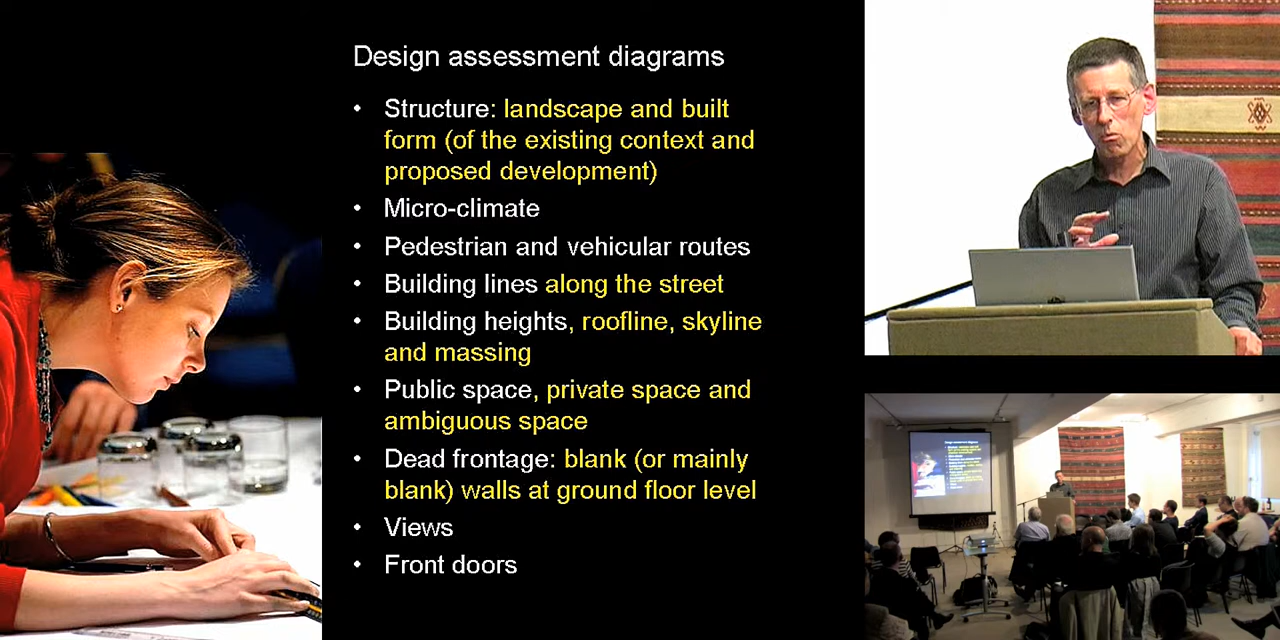 Design assessment diagrams
• Structure: landscape and built
form (of the existing context and
proposed development)
• Micro-climate
• Pedestrian and vehicular routes
• Building lines along the street
• Building heights, roofline, skyline
and massing
• Public space, private space and
ambiguous space
• Dead frontage: blank (or mainly
blank) walls at ground floor level
• Views
• Front doors